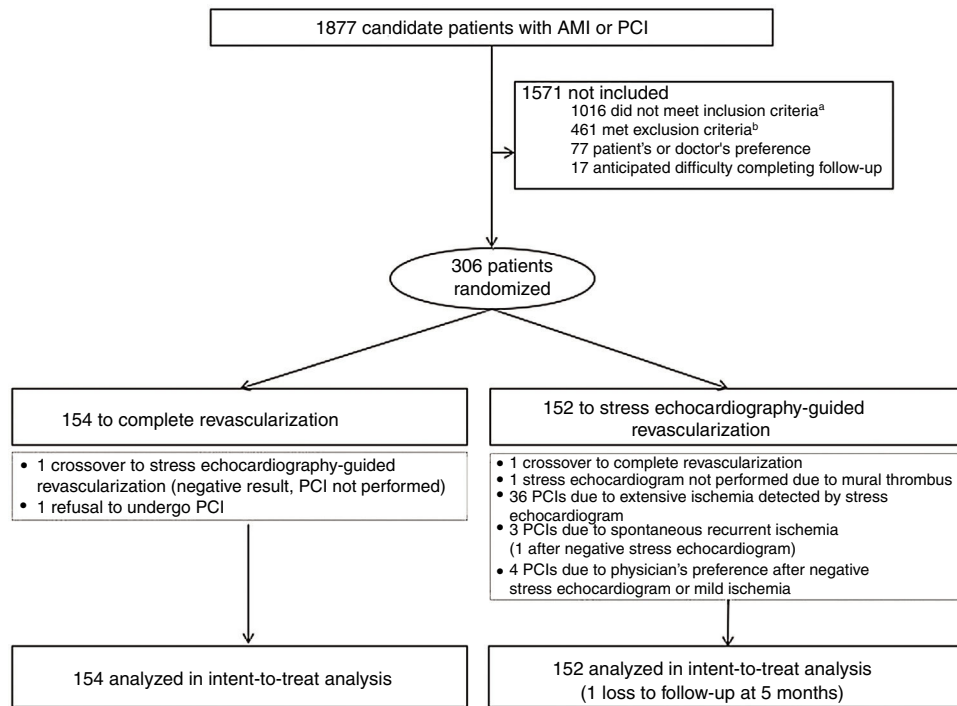 1877 candidate patients with AMI or PCI
1571 not included
1016 did not meet inclusion criteriaᵃ
461 met exclusion criteriaᵇ
77 patient's or doctor's preference
17 anticipated difficulty completing follow-up
306 patients
randomized
154 to complete revascularization
• 1 crossover to stress echocardiography-guided
revascularization (negative result, PCI not performed)
• 1 refusal to undergo PCI
152 to stress echocardiography-guided
revascularization
• 1 crossover to complete revascularization
• 1 stress echocardiogram not performed due to mural thrombus
• 36 PCIs due to extensive ischemia detected by stress
echocardiogram
• 3 PCIs due to spontaneous recurrent ischemia
(1 after negative stress echocardiogram)
• 4 PCIs due to physician's preference after negative
stress echocardiogram or mild ischemia
154 analyzed in intent-to-treat analysis
152 analyzed in intent-to-treat analysis
(1 loss to follow-up at 5 months)